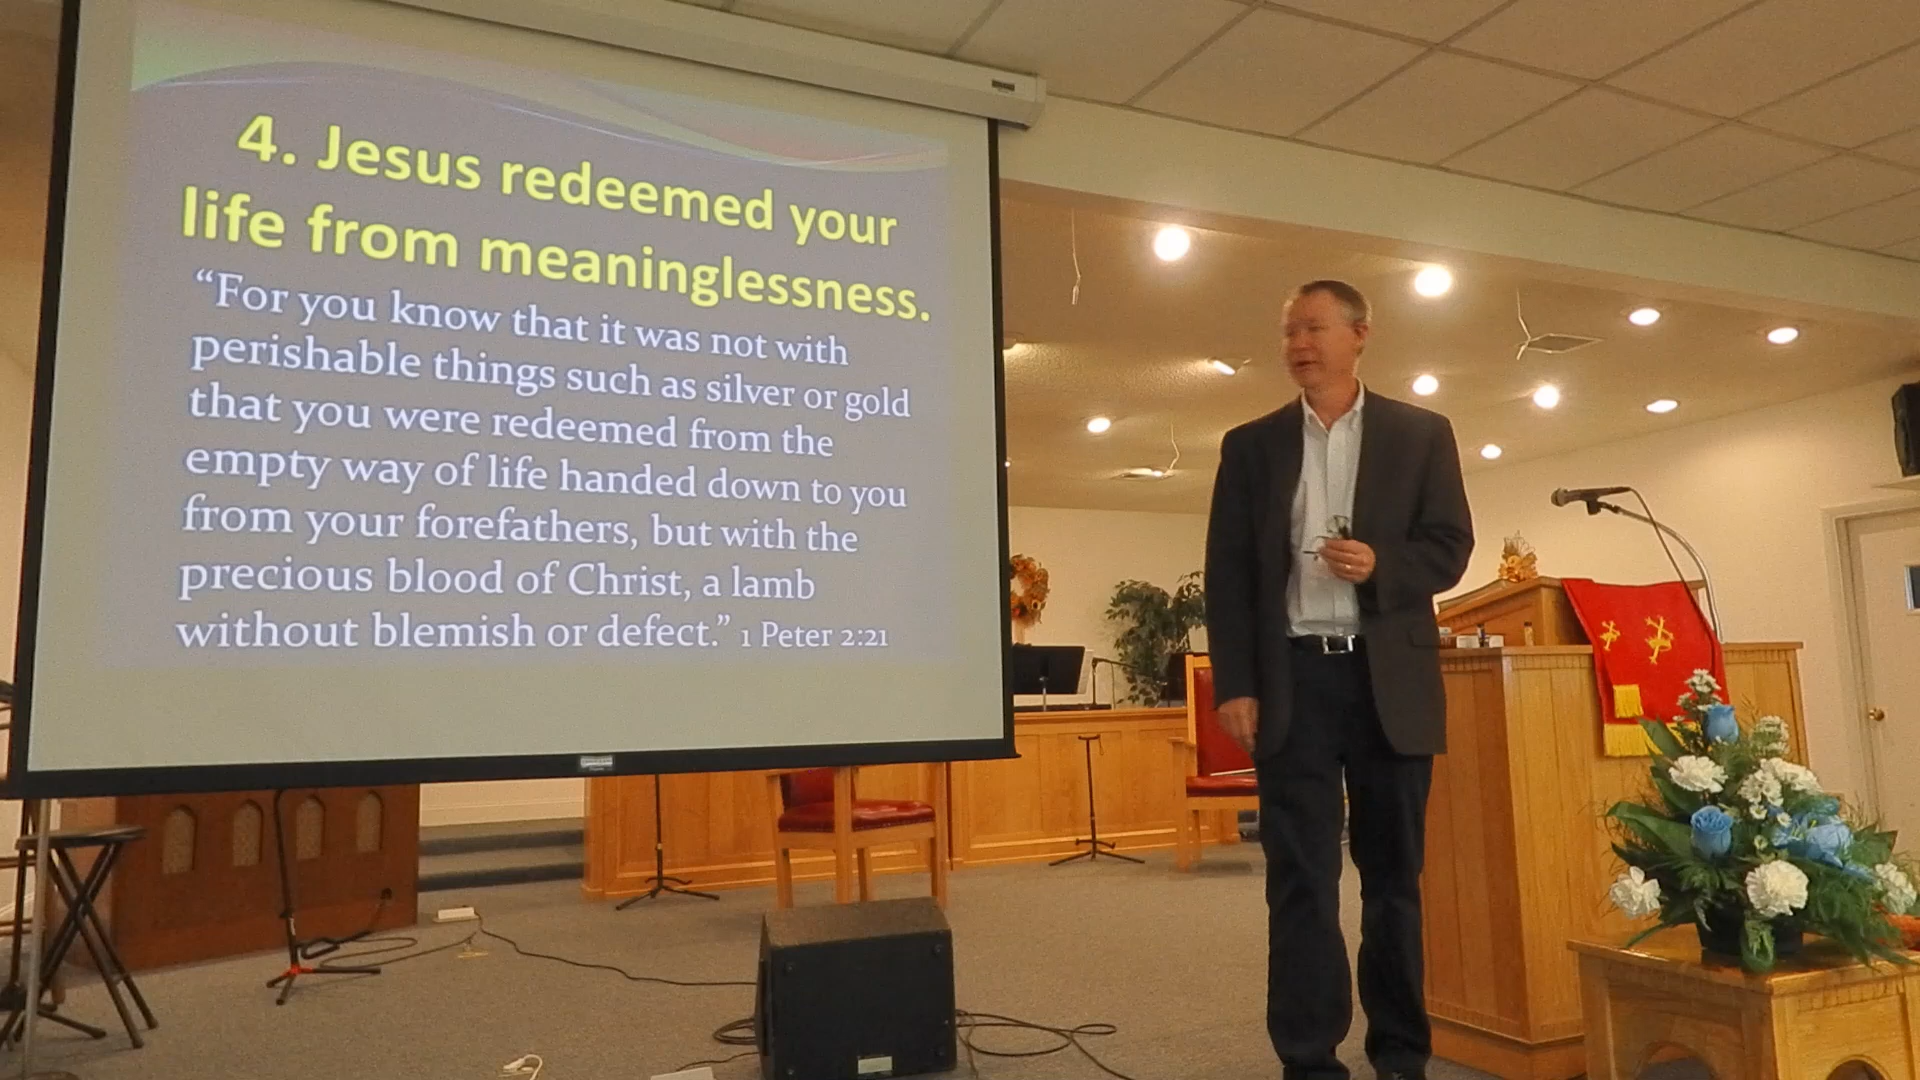 4. Jesus redeemed your
life from meaninglessness.
“For you know that it was not with
perishable things such as silver or gold
that you were redeemed from the
empty way of life handed down to you
from your forefathers, but with the
precious blood of Christ, a lamb
without blemish or defect.” 1 Peter 2:21